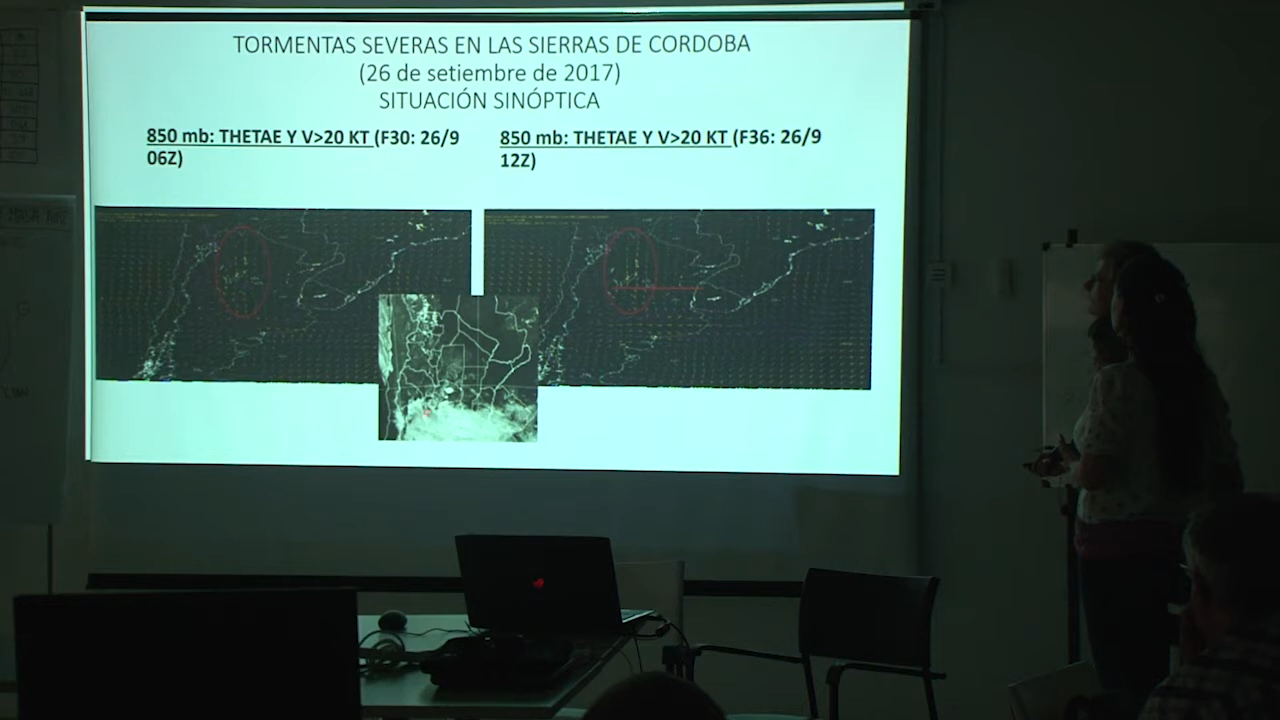 TORMENTAS SEVERAS EN LAS SIERRAS DE CORDOBA
(26 de setiembre de 2017)
SITUACIÓN SINÓPTICA
850 mb: THETAE Y V>20 KT (F30: 26/9
06Z)
850 mb: THETAE Y V>20 KT (F36: 26/9
12Z)